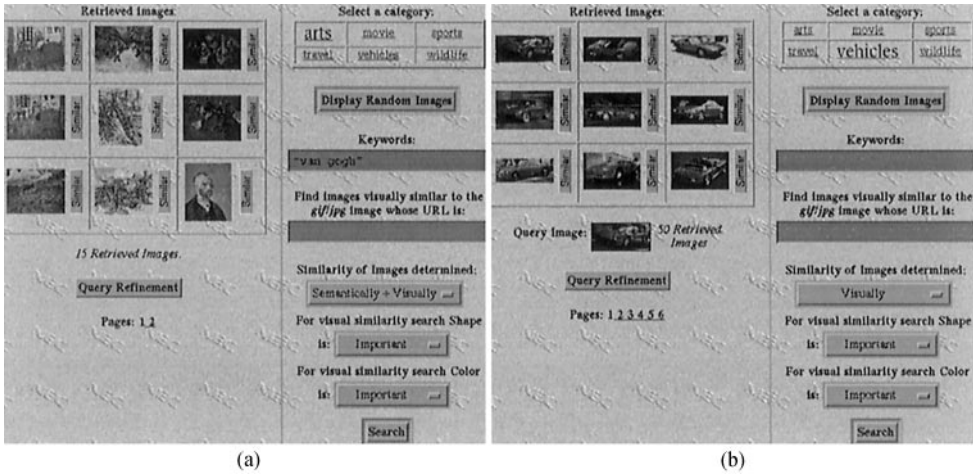 Retrieved images:
Similar
Similar
Similar
Similar
Similar
Similar
Similar
Similar
Similar
15 Retrieved Images.
Query Refinement
Pages: 1 2
Select a category:
arts movie sports
travel vehicles wildlife
Display Random Images
Keywords:
"van gogh"
Find images visually similar to the
gif/jpg image whose URL is:
Similarity of Images determined:
Semantically + Visually
For visual similarity search Shape
is: Important
For visual similarity search Color
is: Important
Search
(a)
Retrieved images:
Similar
Similar
Similar
Similar
Similar
Similar
Similar
Similar
Similar
Query Image: 50 Retrieved
Images
Query Refinement
Pages: 1 2 3 4 5 6
Select a category:
arts movie sports
travel vehicles wildlife
Display Random Images
Keywords:
Find images visually similar to the
gif/jpg image whose URL is:
Similarity of Images determined:
Visually
For visual similarity search Shape
is: Important
For visual similarity search Color
is: Important
Search
(b)